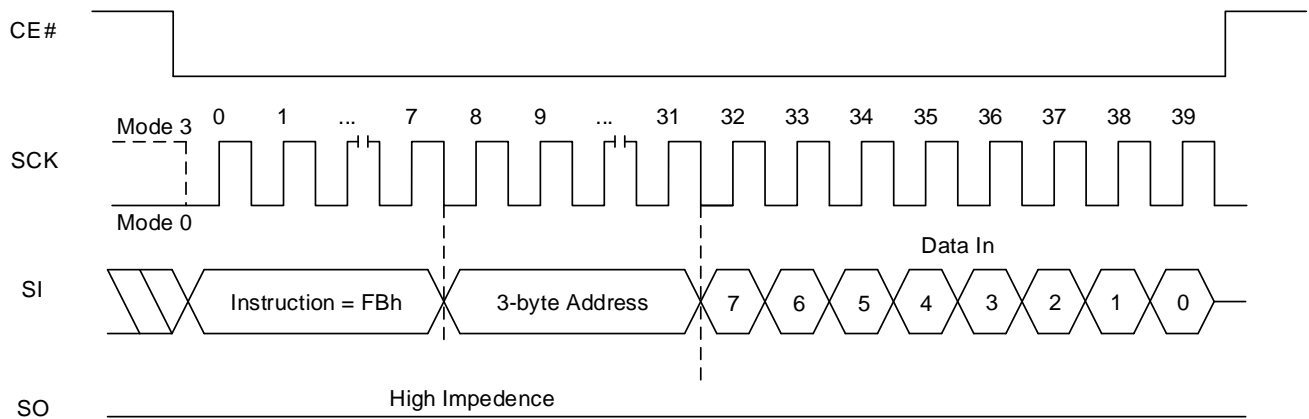 CE#
0 1 ... 7 8 9 ... 31 32 33 34 35 36 37 38 39
Mode 3
SCK
Mode 0
Data In
SI
Instruction = FBh 3-byte Address 7 6 5 4 3 2 1 0
High Impedence
SO